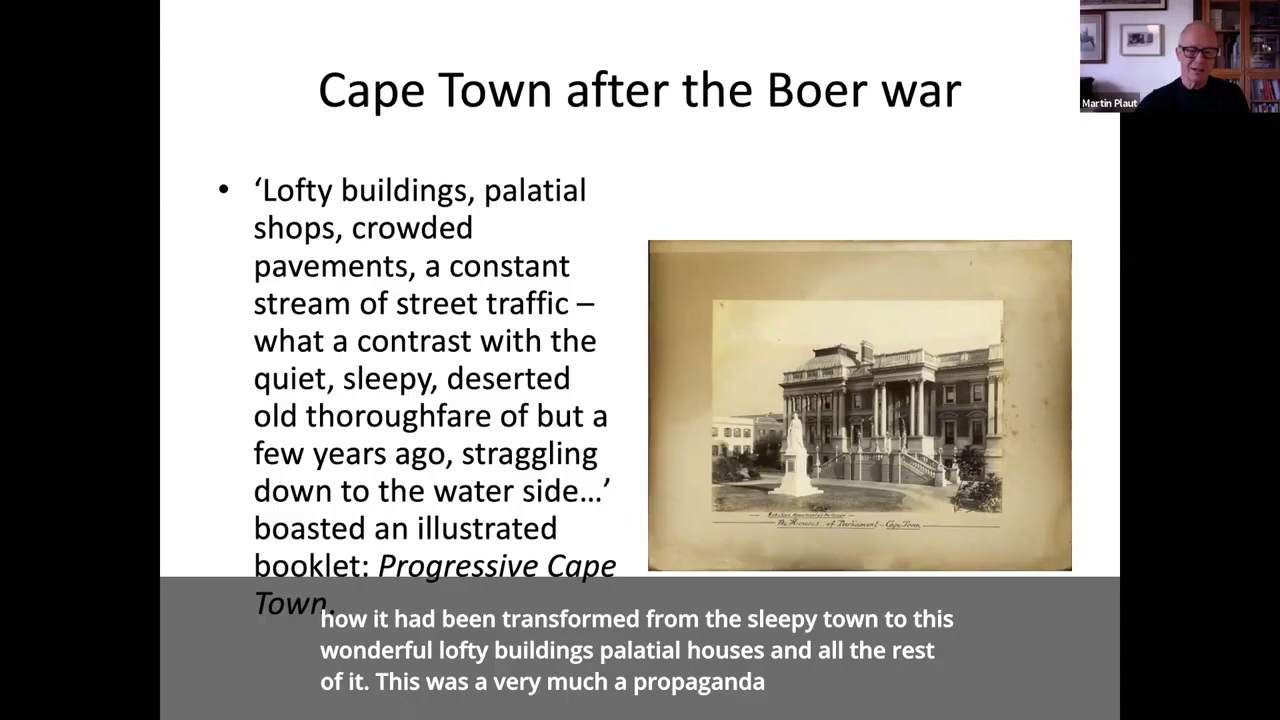 Cape Town after the Boer war
Martin Plaut
• ‘Lofty buildings, palatial
shops, crowded
pavements, a constant
stream of street traffic –
what a contrast with the
quiet, sleepy, deserted
old thoroughfare of but a
few years ago, straggling
down to the water side…’
boasted an illustrated
booklet: Progressive Cape
Town.
The Houses of Parliament - Cape Town
how it had been transformed from the sleepy town to this
wonderful lofty buildings palatial houses and all the rest
of it. This was a very much a propaganda